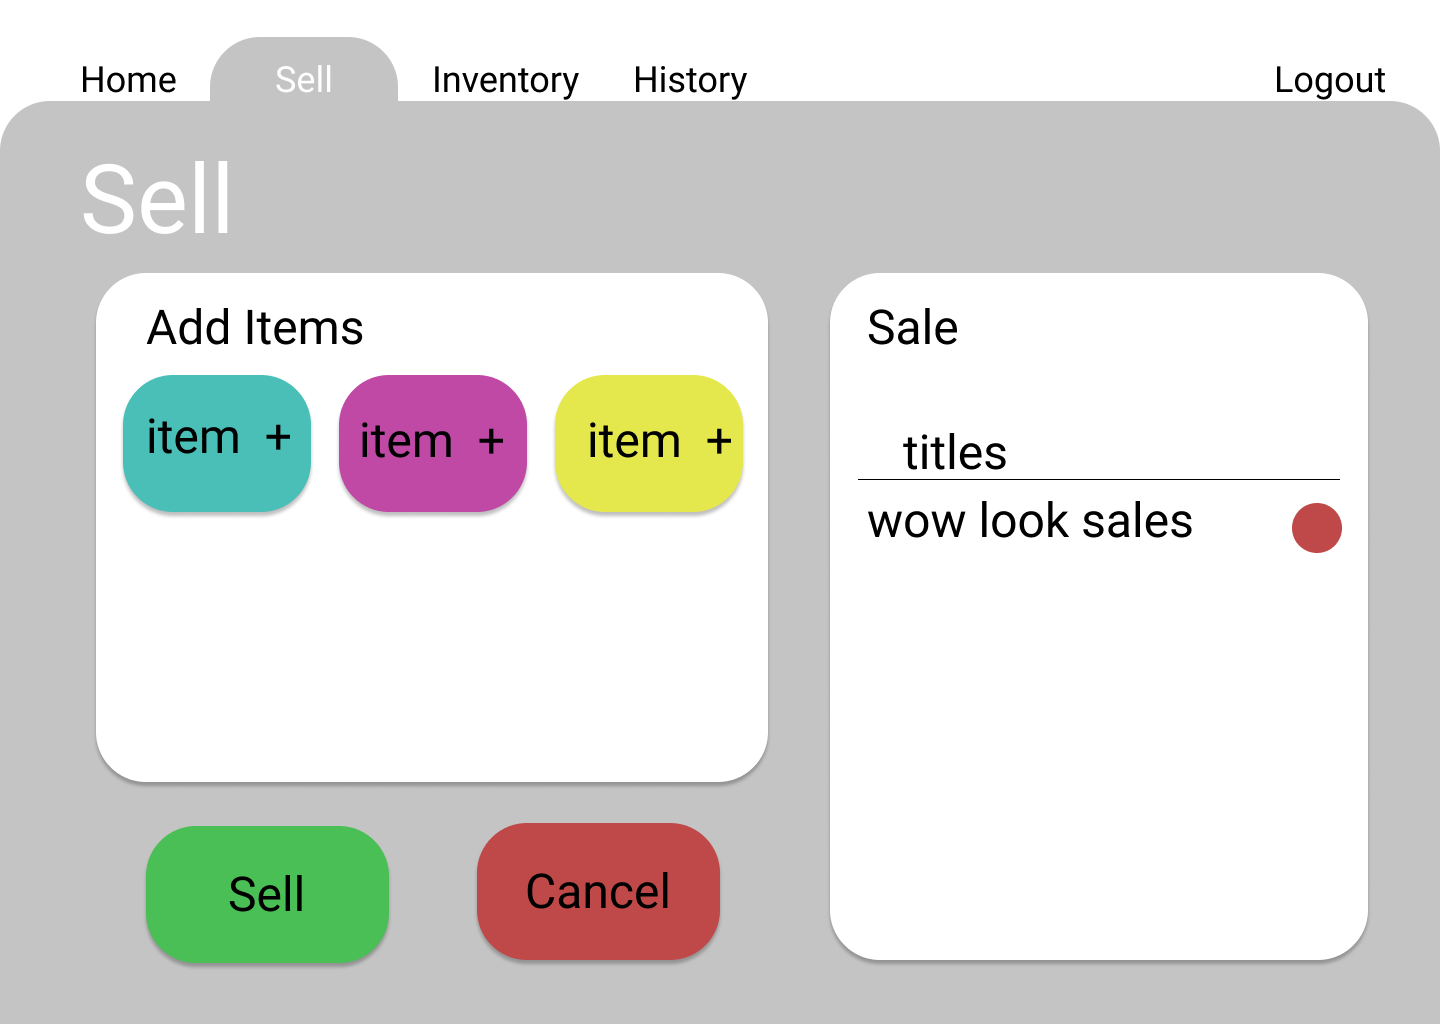 Home Sell Inventory History Logout
Sell
Add Items
item + item + item +
Sale
titles
wow look sales
Sell Cancel